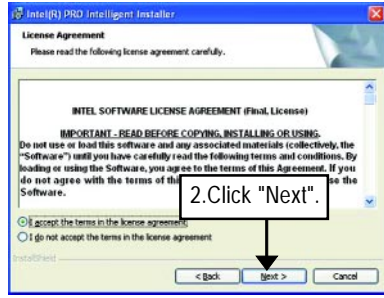 Intel(R) PRO Intelligent Installer
License Agreement
Please read the following license agreement carefully.
INTEL SOFTWARE LICENSE AGREEMENT (Final, License)
IMPORTANT - READ BEFORE COPYING, INSTALLING OR USING.
Do not use or load this software and any associated materials (collectively, the
"Software") until you have carefully read the following terms and conditions. By
loading or using the Software, you agree to the terms of this Agreement. If you
do not agree with the terms of thi se the
Software.
2.Click "Next".
I accept the terms in the license agreement
I do not accept the terms in the license agreement
InstallShield
< Back Next > Cancel